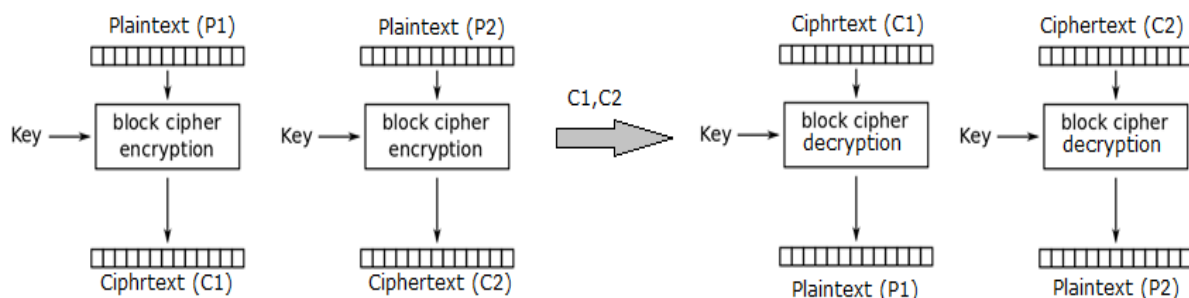 Plaintext (P1)
Key
block cipher
encryption
Ciphrtext (C1)
Plaintext (P2)
Key
block cipher
encryption
Ciphertext (C2)
C1,C2
Ciphrtext (C1)
Key
block cipher
decryption
Plaintext (P1)
Ciphertext (C2)
Key
block cipher
decryption
Plaintext (P2)